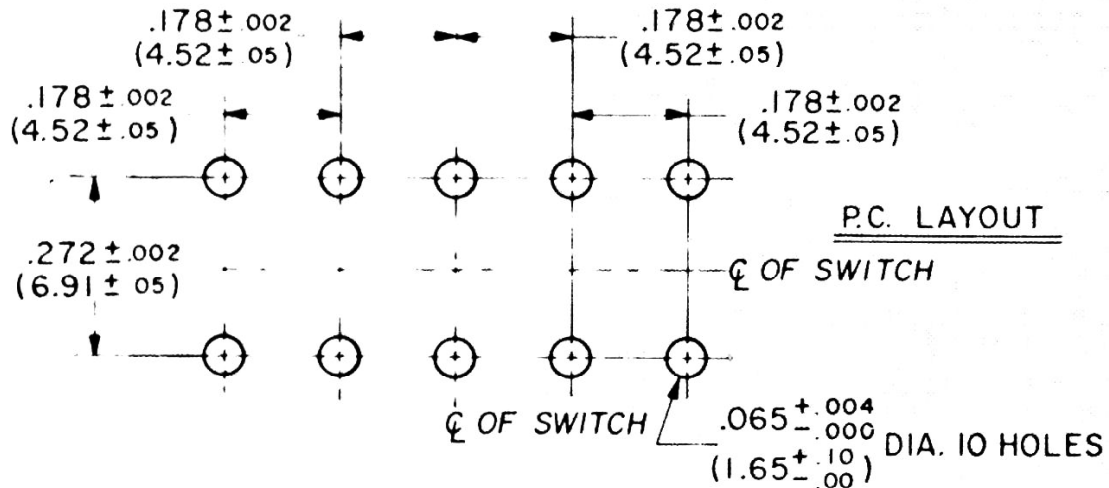 .178 ± .002
(4.52 ± .05)
.178 ± .002
(4.52 ± .05)
.178 ± .002
(4.52 ± .05)
.178 ± .002
(4.52 ± .05)
P.C. LAYOUT
.272 ± .002
(6.91 ± 05)
℄ OF SWITCH
℄ OF SWITCH
.065 +.004 -.000
(1.65 +.10 -.00)
DIA. 10 HOLES